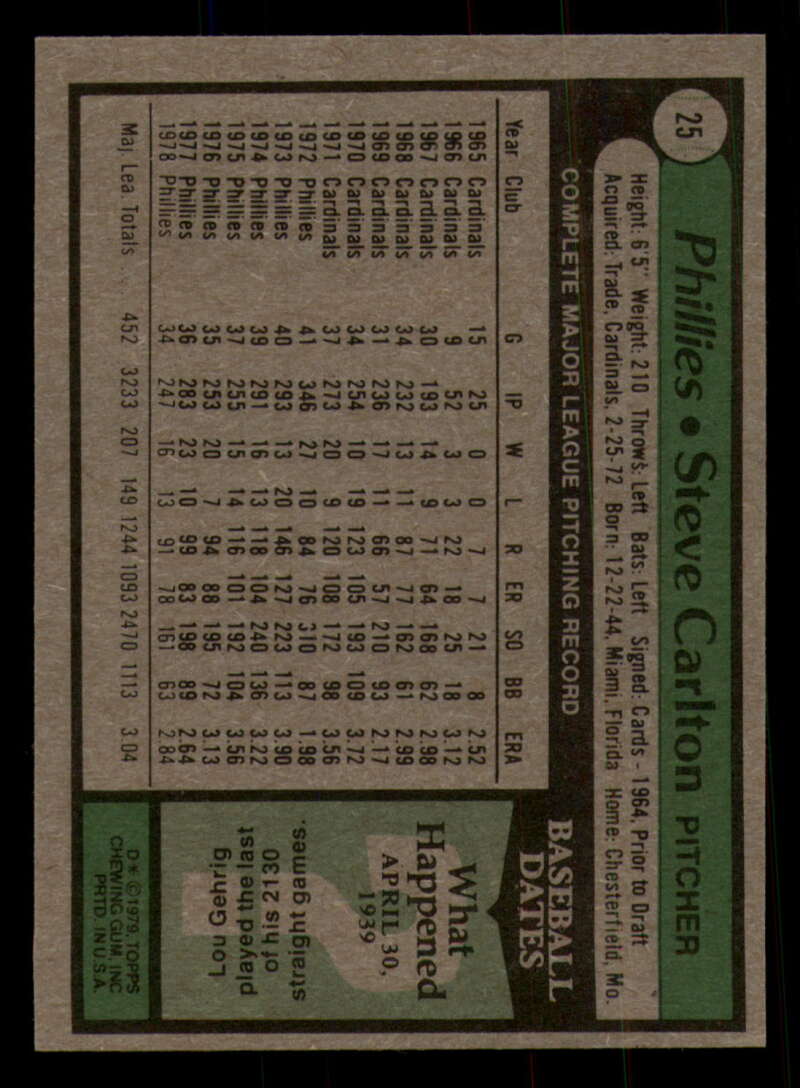 25
Phillies • Steve Carlton PITCHER
Height: 6'5" Weight: 210 Throws: Left Bats: Left Signed: Cards - 1964, Prior to Draft
Acquired: Trade, Cardinals, 2-25-72 Born: 12-22-44, Miami, Florida Home: Chesterfield, Mo.
COMPLETE MAJOR LEAGUE PITCHING RECORD
Year Club G IP W L R ER SO BB ERA
1965 Cardinals 15 25 0 0 7 7 21 8 2.52
1966 Cardinals 9 52 3 3 22 18 25 18 3.12
1967 Cardinals 30 193 14 9 71 64 168 62 2.98
1968 Cardinals 34 232 13 11 87 77 162 61 2.99
1969 Cardinals 31 236 17 11 66 57 210 93 2.17
1970 Cardinals 34 254 10 19 123 105 193 109 3.72
1971 Cardinals 37 273 20 9 120 108 172 98 3.56
1972 Phillies 41 346 27 10 84 76 310 87 1.98
1973 Phillies 40 293 13 20 146 127 223 113 3.90
1974 Phillies 39 291 16 13 118 104 240 136 3.22
1975 Phillies 37 255 15 14 116 101 192 104 3.56
1976 Phillies 35 253 20 7 94 88 195 72 3.13
1977 Phillies 36 283 23 10 99 83 198 89 2.64
1978 Phillies 34 247 16 13 91 78 161 63 2.84
Maj. Lea. Totals .... 452 3233 207 149 1244 1093 2470 1113 3.04
BASEBALL
DATES
What
Happened
APRIL 30,
1939
Lou Gehrig
played the last
of his 2130
straight games.
D* © 1979 TOPPS
CHEWING GUM, INC
PRTD. IN U.S.A.